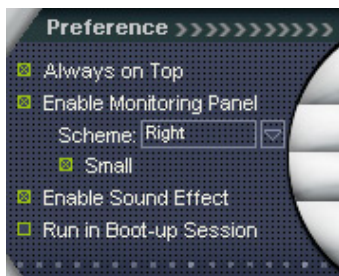 Preference >>>>>>>>>>>
Always on Top
Enable Monitoring Panel
Scheme: Right
Small
Enable Sound Effect
Run in Boot-up Session